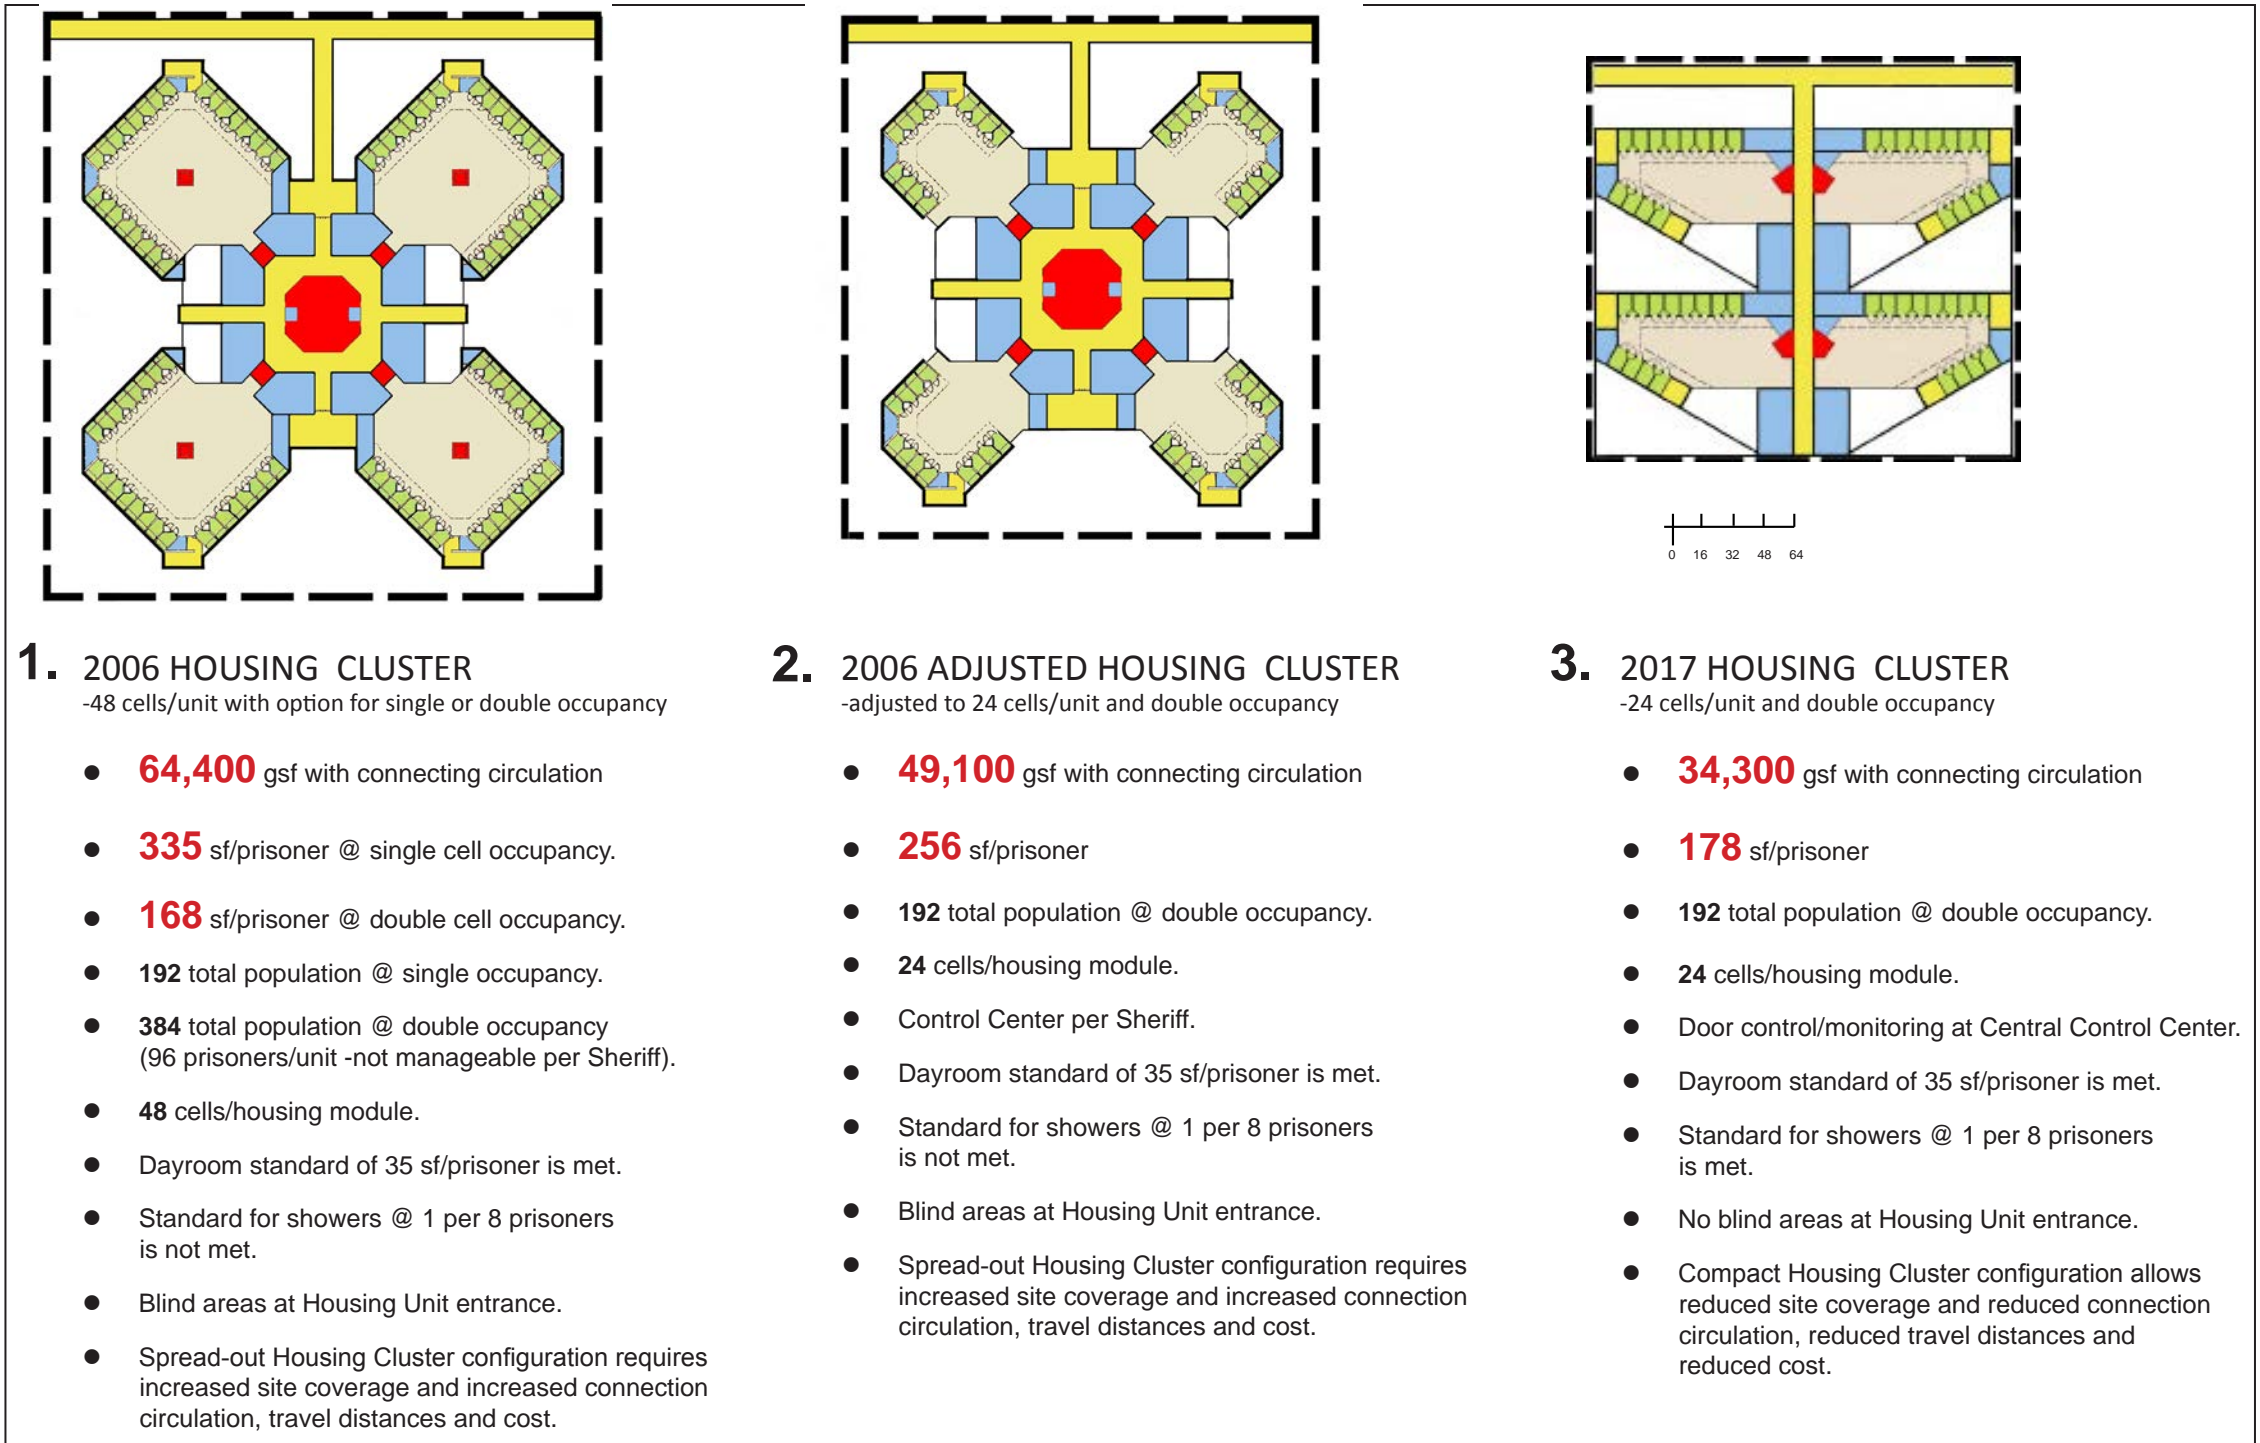 0 16 32 48 64
1. 2006 HOUSING CLUSTER
-48 cells/unit with option for single or double occupancy
● 64,400 gsf with connecting circulation
● 335 sf/prisoner @ single cell occupancy.
● 168 sf/prisoner @ double cell occupancy.
● 192 total population @ single occupancy.
● 384 total population @ double occupancy
(96 prisoners/unit -not manageable per Sheriff).
● 48 cells/housing module.
● Dayroom standard of 35 sf/prisoner is met.
● Standard for showers @ 1 per 8 prisoners
is not met.
● Blind areas at Housing Unit entrance.
● Spread-out Housing Cluster configuration requires
increased site coverage and increased connection
circulation, travel distances and cost.
2. 2006 ADJUSTED HOUSING CLUSTER
-adjusted to 24 cells/unit and double occupancy
● 49,100 gsf with connecting circulation
● 256 sf/prisoner
● 192 total population @ double occupancy.
● 24 cells/housing module.
● Control Center per Sheriff.
● Dayroom standard of 35 sf/prisoner is met.
● Standard for showers @ 1 per 8 prisoners
is not met.
● Blind areas at Housing Unit entrance.
● Spread-out Housing Cluster configuration requires
increased site coverage and increased connection
circulation, travel distances and cost.
3. 2017 HOUSING CLUSTER
-24 cells/unit and double occupancy
● 34,300 gsf with connecting circulation
● 178 sf/prisoner
● 192 total population @ double occupancy.
● 24 cells/housing module.
● Door control/monitoring at Central Control Center.
● Dayroom standard of 35 sf/prisoner is met.
● Standard for showers @ 1 per 8 prisoners
is met.
● No blind areas at Housing Unit entrance.
● Compact Housing Cluster configuration allows
reduced site coverage and reduced connection
circulation, reduced travel distances and
reduced cost.